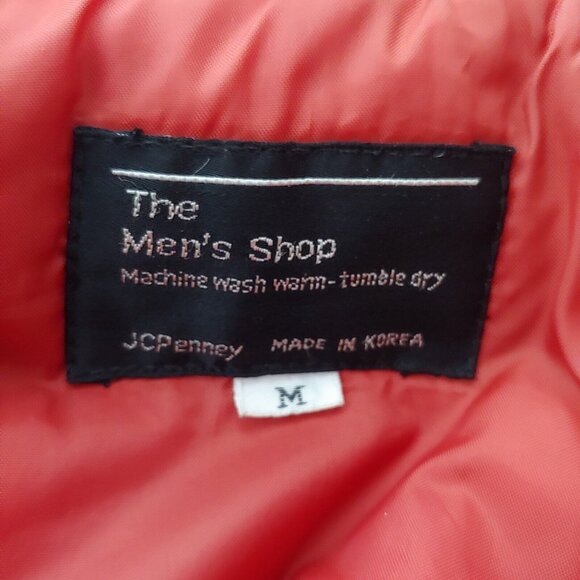 The
Men's Shop
Machine wash warm-tumble dry
JCPenney MADE IN KOREA
M